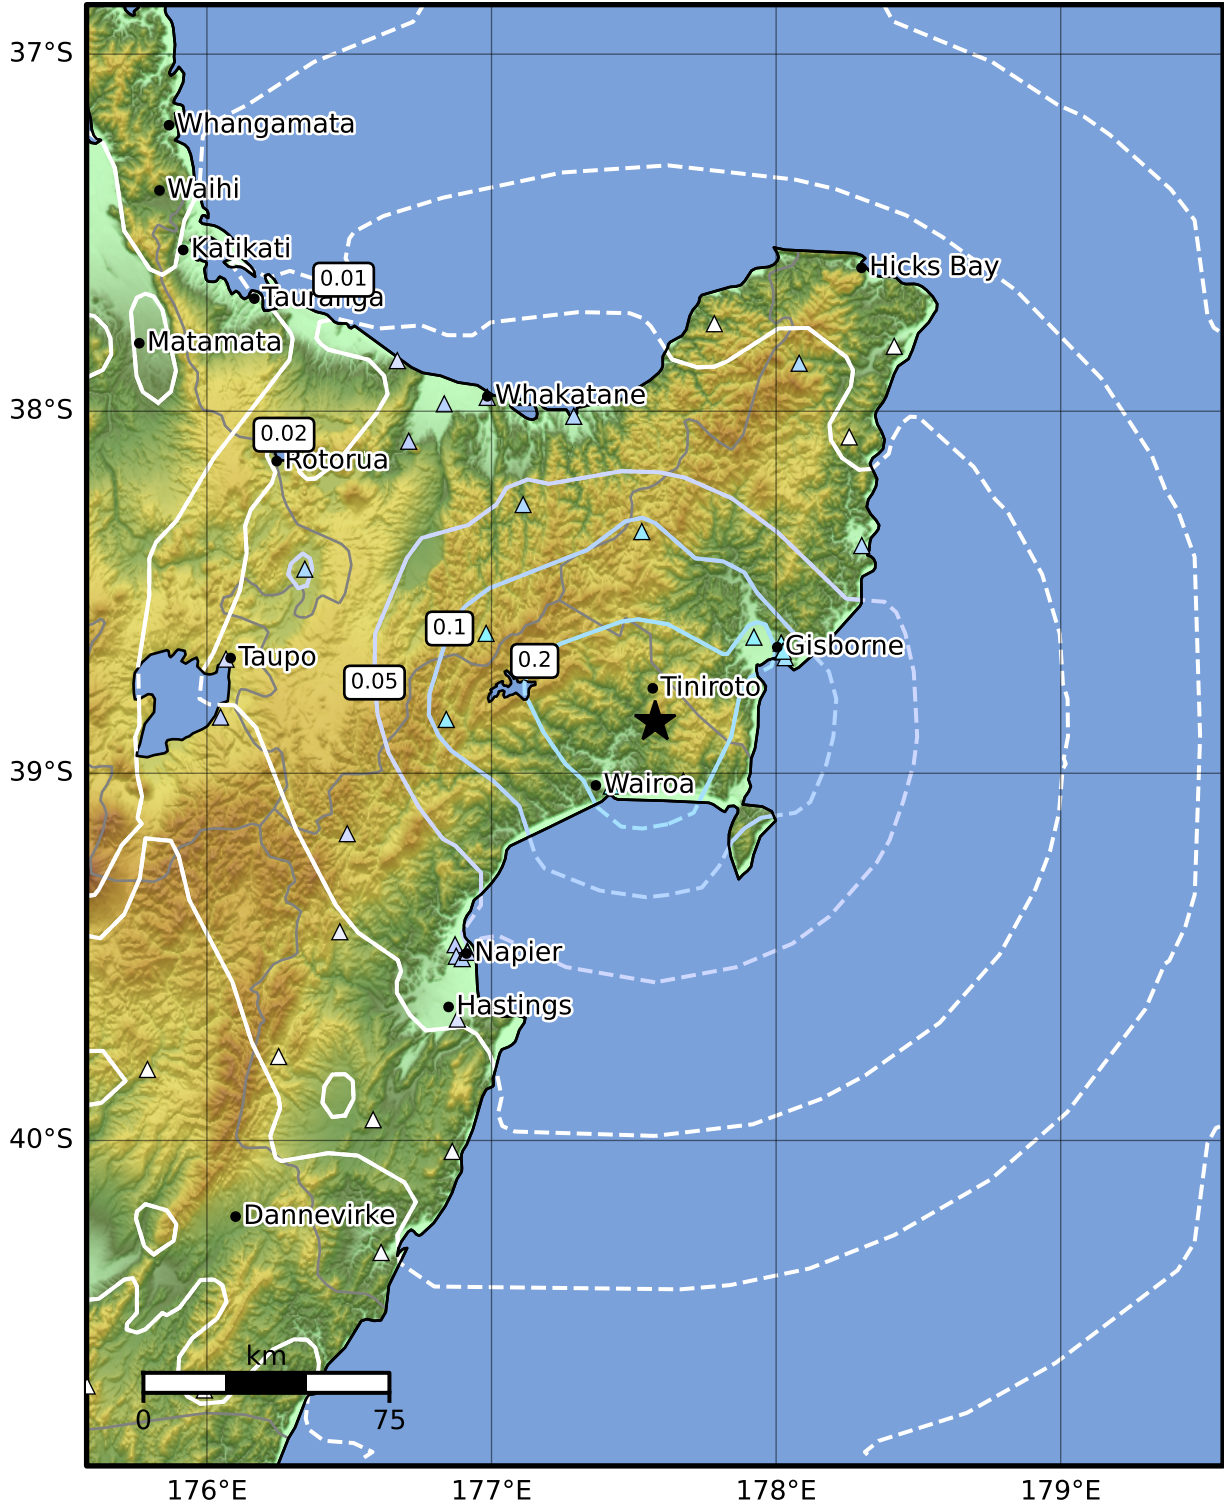 37°S
Whangamata
Waihi
Katikati
Hicks Bay
0.01
Tauranga
Matamata
Whakatane
38°S
0.02
Rotorua
0.1
Gisborne
Taupo
0.2
0.05
Tiniroto
39°S
Wairoa
Napier
Hastings
40°S
Dannevirke
km
0 75
176°E 177°E 178°E 179°E